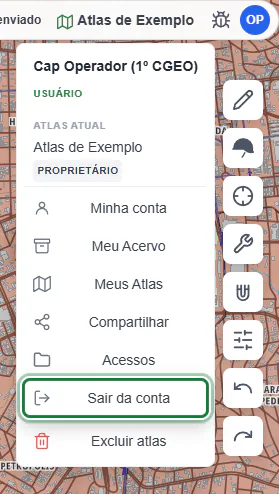 enviado
Atlas de Exemplo
OP
Cap Operador (1º CGEO)
USUÁRIO
ATLAS ATUAL
Atlas de Exemplo
PROPRIETÁRIO
Minha conta
Meu Acervo
Meus Atlas
Compartilhar
Acessos
Sair da conta
Excluir atlas
PETRÓPOLIS